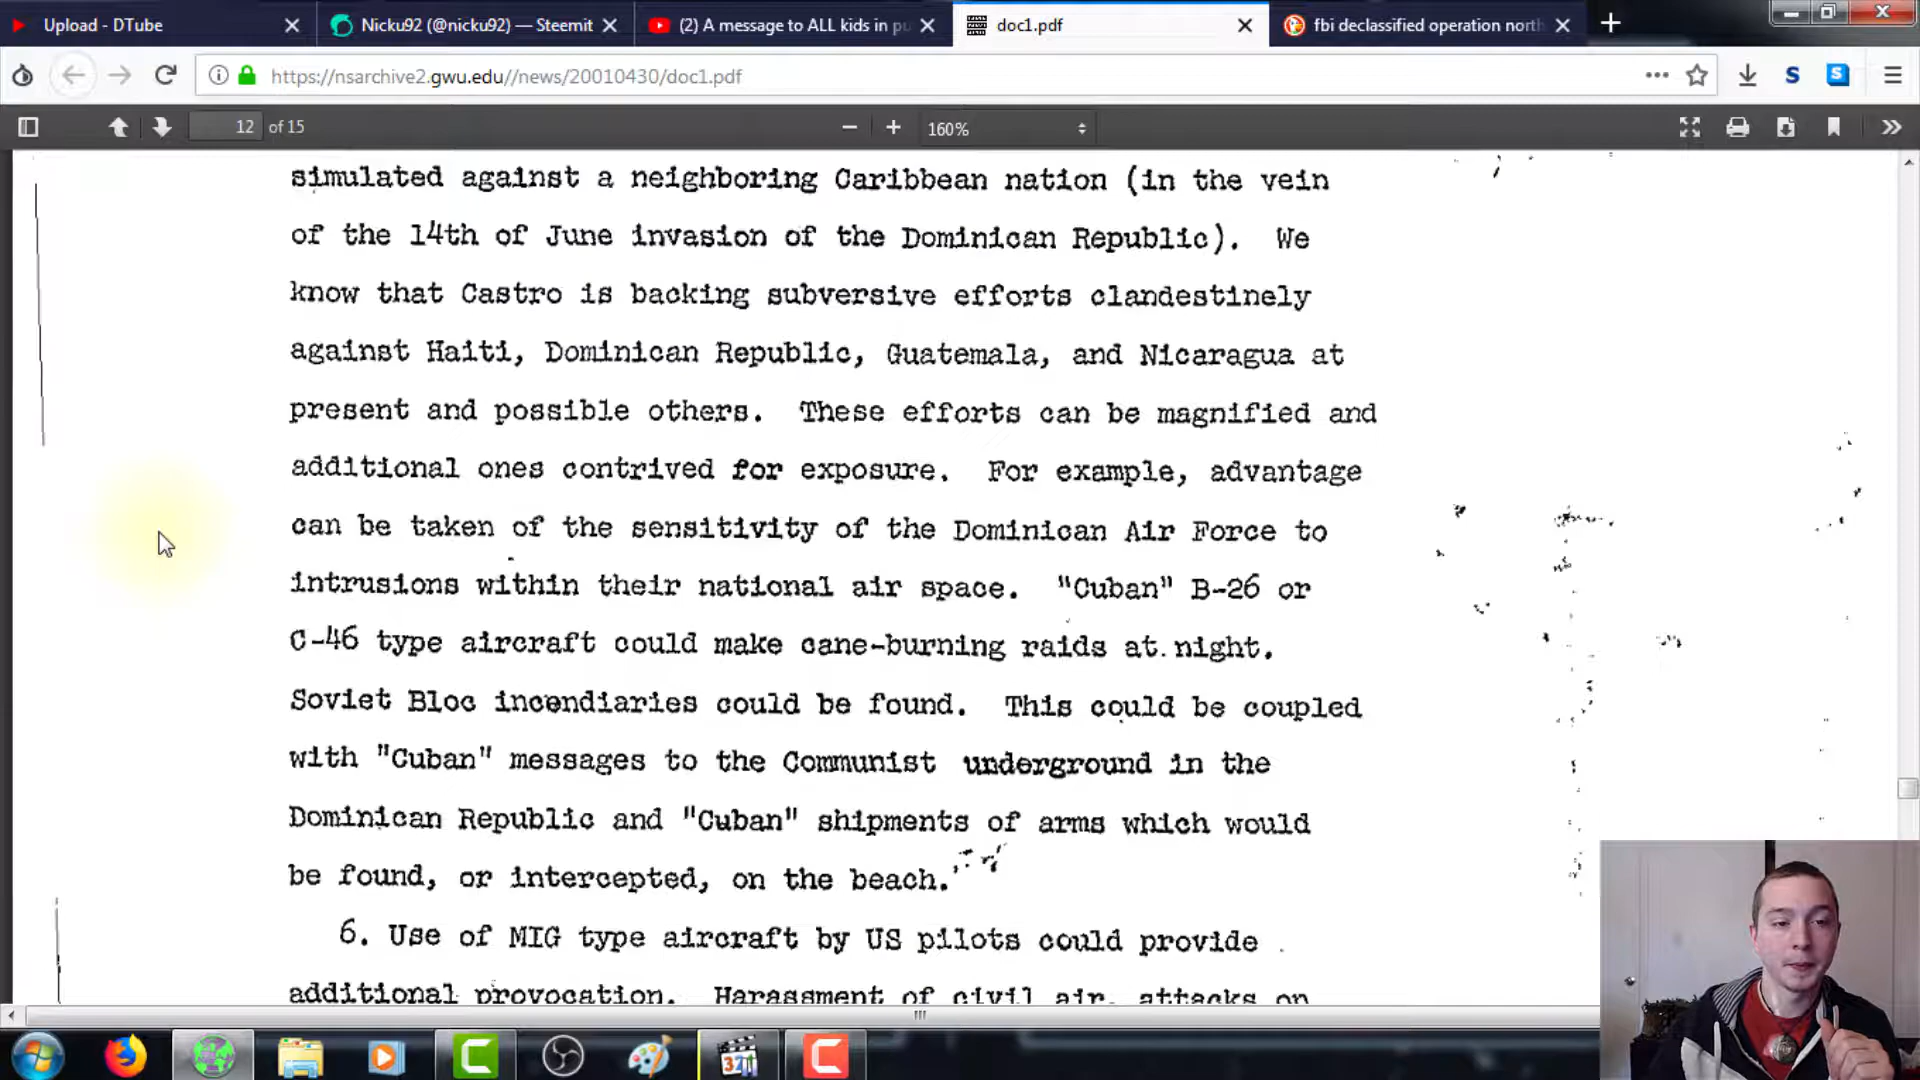 Upload - DTube
Nicku92 (@nicku92) — Steemit
(2) A message to ALL kids in pu
doc1.pdf
fbi declassified operation north
https://nsarchive2.gwu.edu//news/20010430/doc1.pdf
S
S
12 of 15
160%
simulated against a neighboring Caribbean nation (in the vein
of the 14th of June invasion of the Dominican Republic). We
know that Castro is backing subversive efforts clandestinely
against Haiti, Dominican Republic, Guatemala, and Nicaragua at
present and possible others. These efforts can be magnified and
additional ones contrived for exposure. For example, advantage
can be taken of the sensitivity of the Dominican Air Force to
intrusions within their national air space. "Cuban" B-26 or
C-46 type aircraft could make cane-burning raids at night.
Soviet Bloc incendiaries could be found. This could be coupled
with "Cuban" messages to the Communist underground in the
Dominican Republic and "Cuban" shipments of arms which would
be found, or intercepted, on the beach.
6. Use of MIG type aircraft by US pilots could provide
additional provocation. Harassment of civil air, attacks on